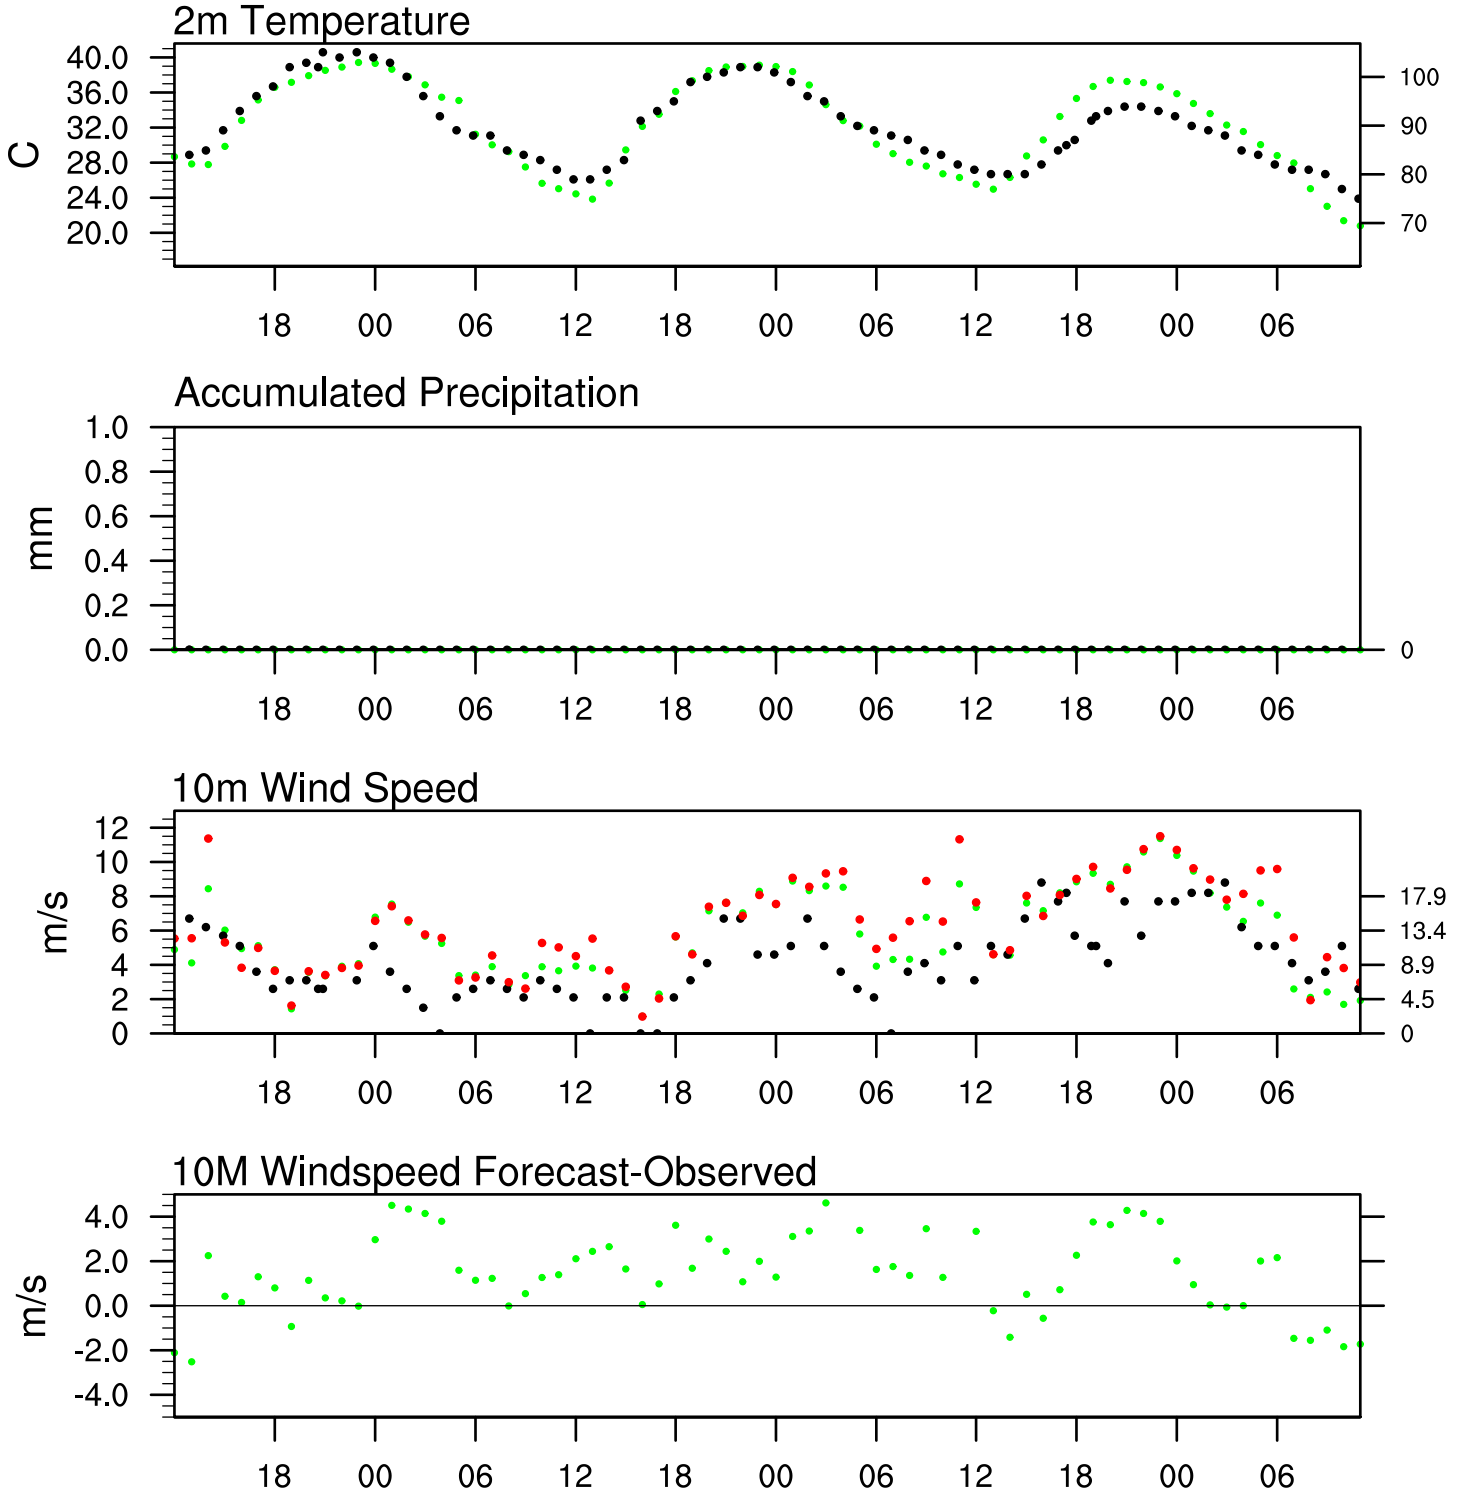 2m Temperature
40.0
36.0
32.0
28.0
24.0
20.0
C
100
90
80
70
18 00 06 12 18 00 06 12 18 00 06
Accumulated Precipitation
1.0
0.8
0.6
0.4
0.2
0.0
mm
0
18 00 06 12 18 00 06 12 18 00 06
10m Wind Speed
12
10
8
6
4
2
0
m/s
17.9
13.4
8.9
4.5
0
18 00 06 12 18 00 06 12 18 00 06
10M Windspeed Forecast-Observed
4.0
2.0
0.0
-2.0
-4.0
m/s
18 00 06 12 18 00 06 12 18 00 06